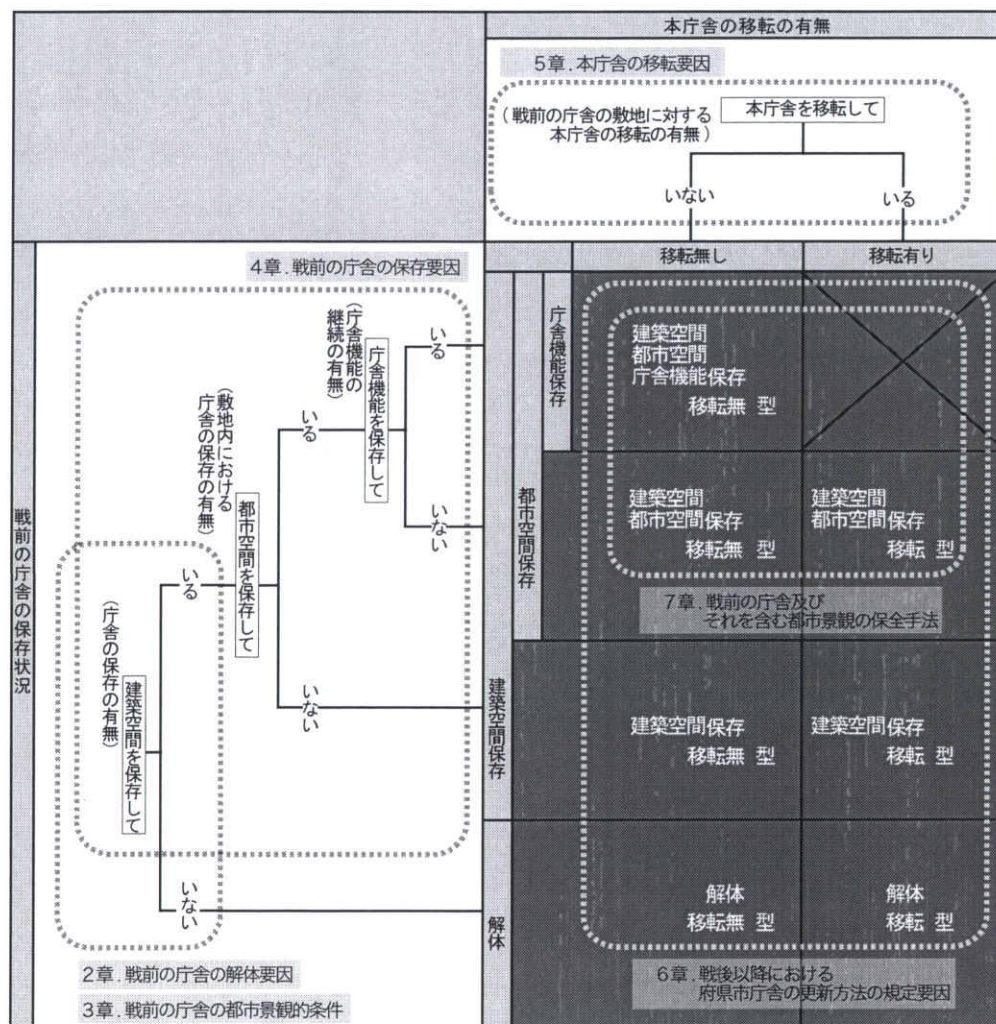 本庁舎の移転の有無
5章.本庁舎の移転要因
(戦前の庁舎の敷地に対する
本庁舎の移転の有無)
本庁舎を移転して
いない
いる
移転無し
移転有り
戦前の庁舎の保存状況
4章.戦前の庁舎の保存要因
(庁舎の保存の有無)
建築空間を保存して
いる
いない
(敷地内における
庁舎の保存の有無)
都市空間を保存して
いる
いない
(庁舎機能の
継続の有無)
庁舎機能を保存して
いる
いない
2章.戦前の庁舎の解体要因
3章.戦前の庁舎の都市景観的条件
庁舎機能保存
都市空間保存
建築空間保存
解体
建築空間
都市空間
庁舎機能保存
移転無 型
建築空間
都市空間保存
移転無 型
建築空間
都市空間保存
移転 型
7章.戦前の庁舎及び
それを含む都市景観の保全手法
建築空間保存
移転無 型
建築空間保存
移転 型
解体
移転無 型
解体
移転 型
6章.戦後以降における
府県市庁舎の更新方法の規定要因